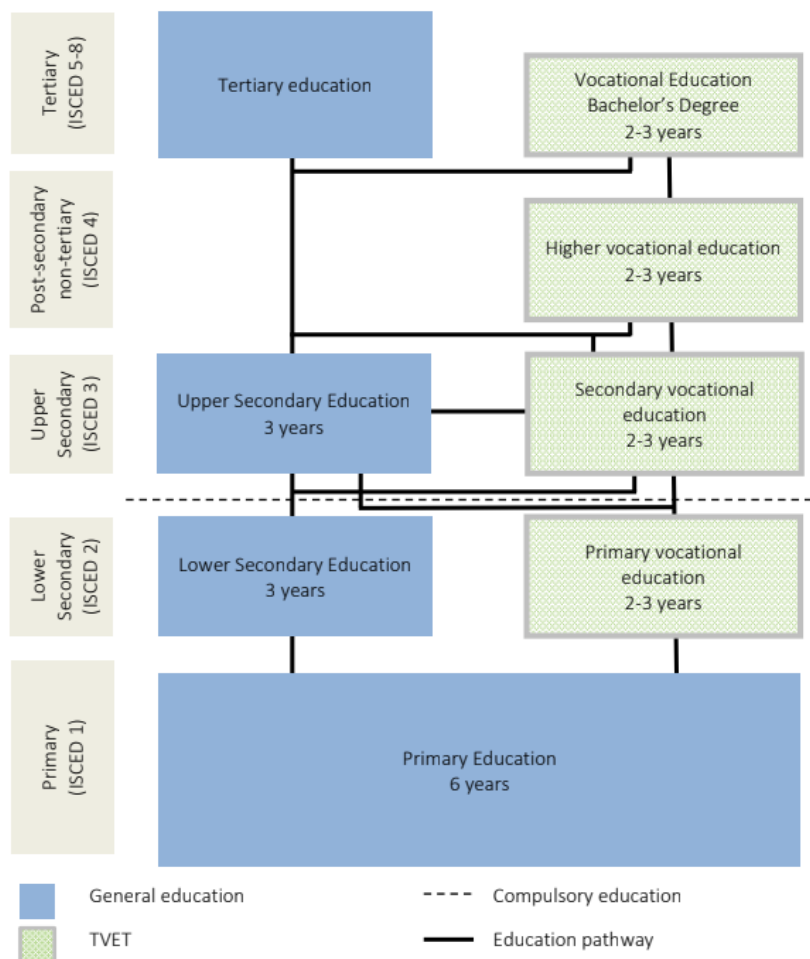 Tertiary
(ISCED 5-8)
Tertiary education
Vocational Education
Bachelor's Degree
2-3 years
Post-secondary
non-tertiary
(ISCED 4)
Higher vocational education
2-3 years
Upper
Secondary
(ISCED 3)
Upper Secondary Education
3 years
Secondary vocational
education
2-3 years
Lower
Secondary
(ISCED 2)
Lower Secondary Education
3 years
Primary vocational
education
2-3 years
Primary
(ISCED 1)
Primary Education
6 years
General education
Compulsory education
TVET
Education pathway